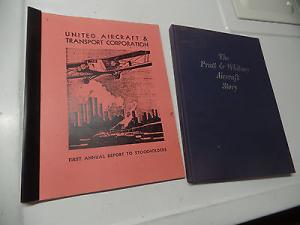 UNITED AIRCRAFT &
TRANSPORT CORPORATION
FIRST ANNUAL REPORT TO STOCKHOLDERS
The
Pratt & Whitney
Aircraft
Story